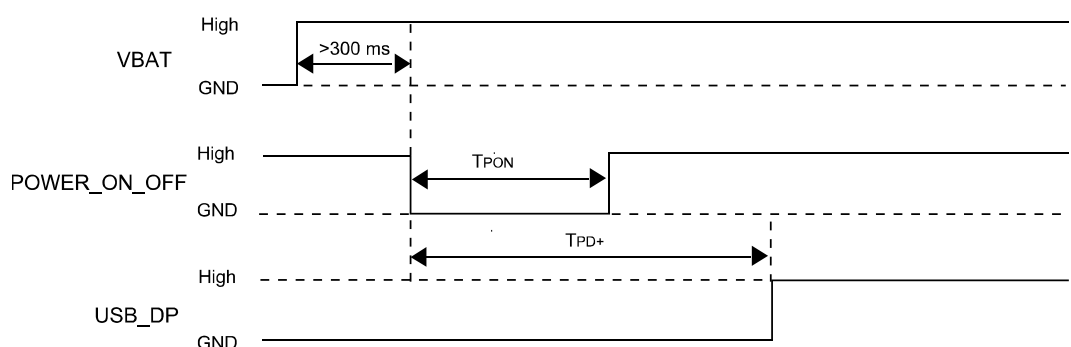 High
>300 ms
VBAT
GND
High
TPON
POWER_ON_OFF
GND
TPD+
High
USB_DP
GND